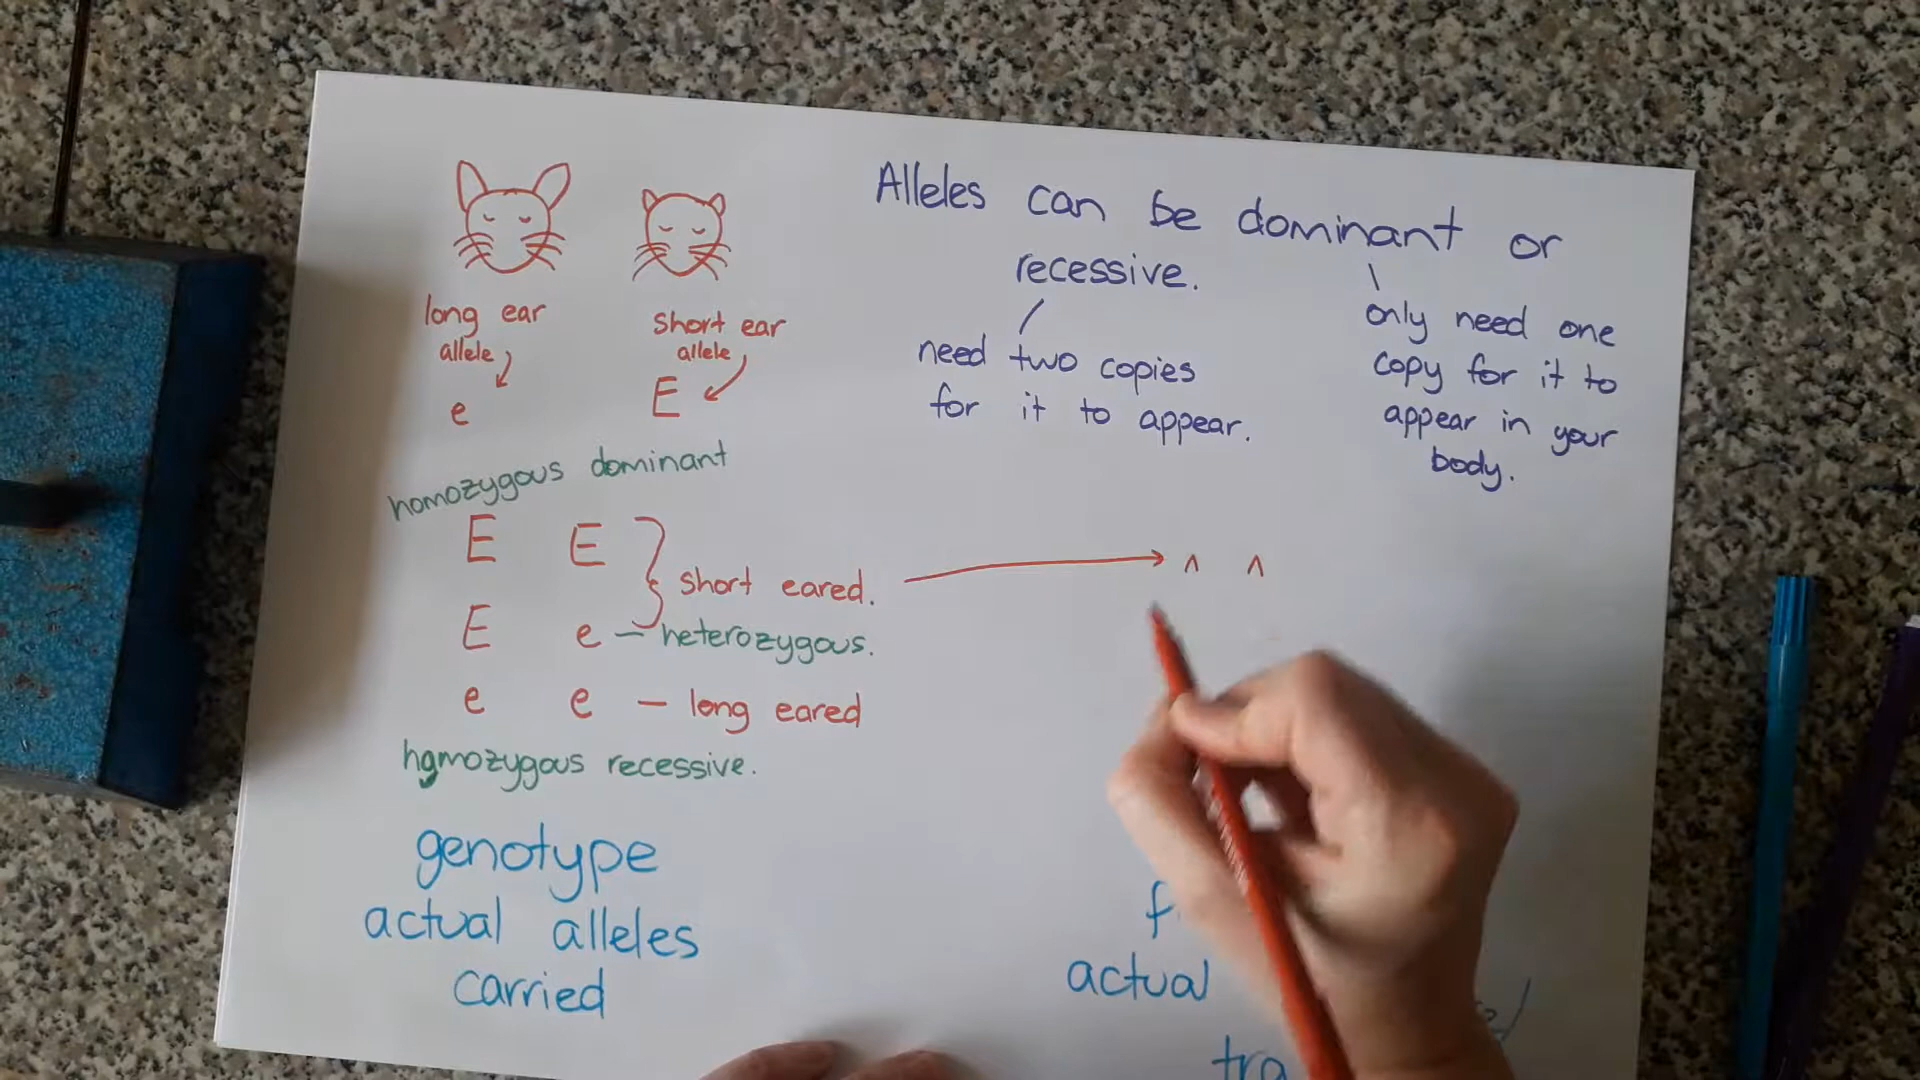 Alleles can be dominant or
recessive.
need two copies
for it to appear.
only need one
copy for it to
appear in your
body.
long ear
allele
e
short ear
allele
E
homozygous dominant
E E
short eared.
E e – heterozygous.
e e – long eared
homozygous recessive.
genotype
actual alleles
carried
actual